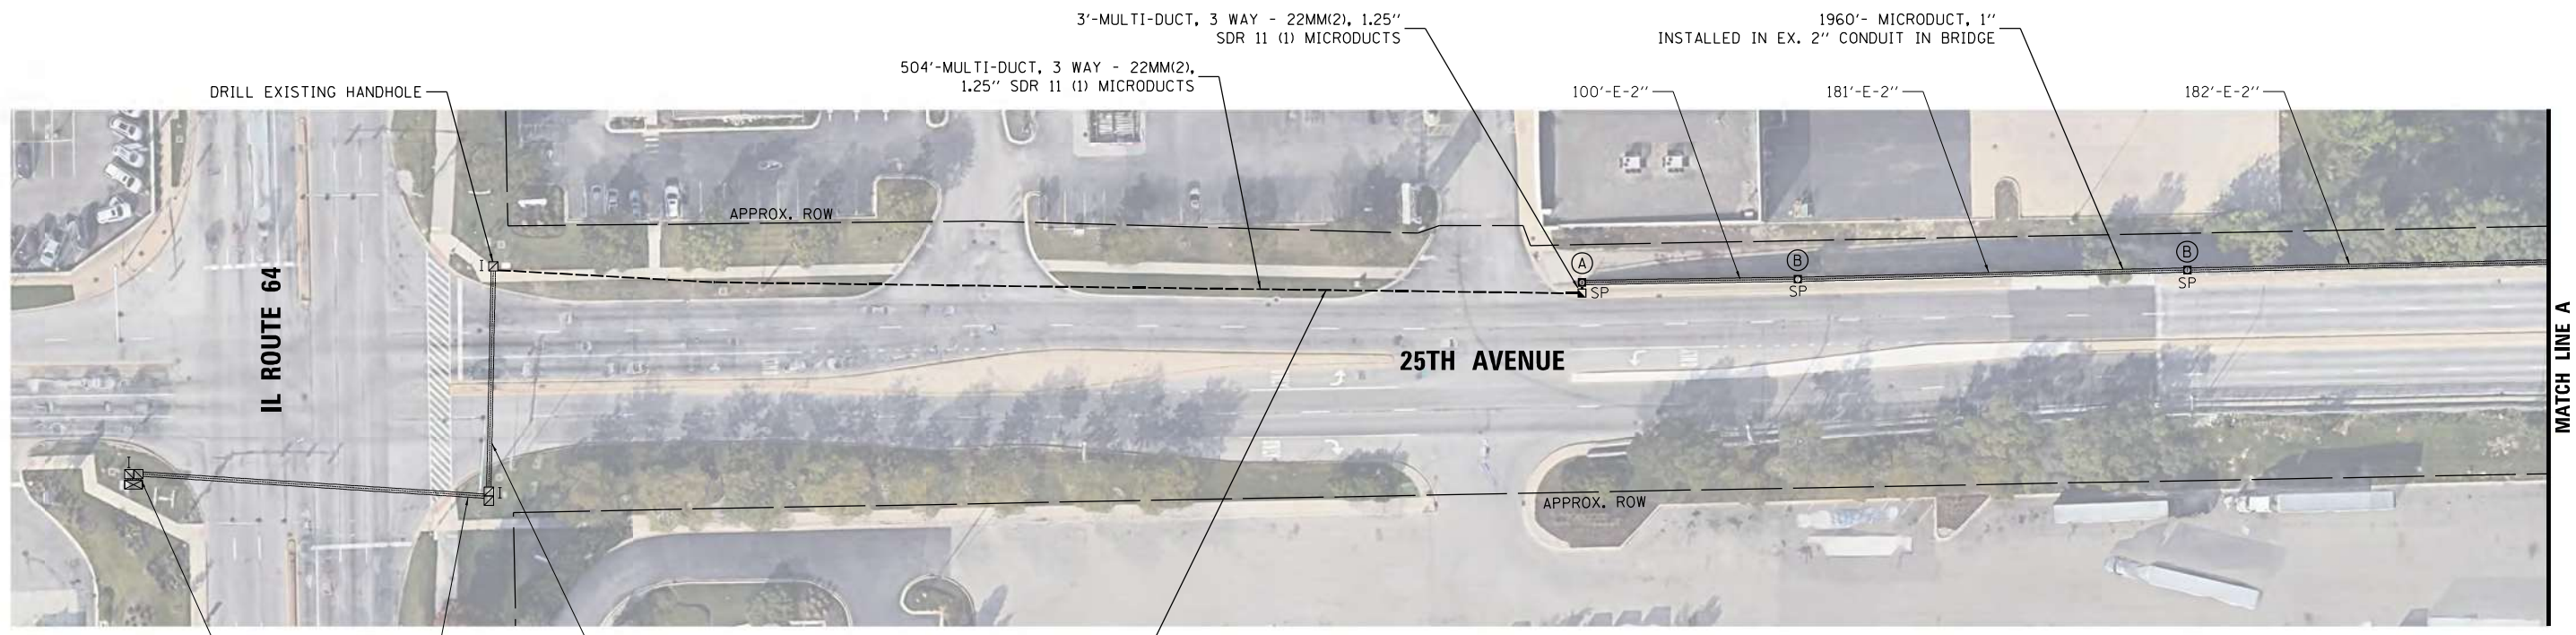 3'-MULTI-DUCT, 3 WAY - 22MM(2), 1.25"
SDR 11 (1) MICRODUCTS
1960'- MICRODUCT, 1"
INSTALLED IN EX. 2" CONDUIT IN BRIDGE
504'-MULTI-DUCT, 3 WAY - 22MM(2),
1.25" SDR 11 (1) MICRODUCTS
DRILL EXISTING HANDHOLE
100'-E-2"
181'-E-2"
182'-E-2"
APPROX. ROW
I
A
SP
B
SP
B
SP
IL ROUTE 64
25TH AVENUE
MATCH LINE A
I
I
APPROX. ROW